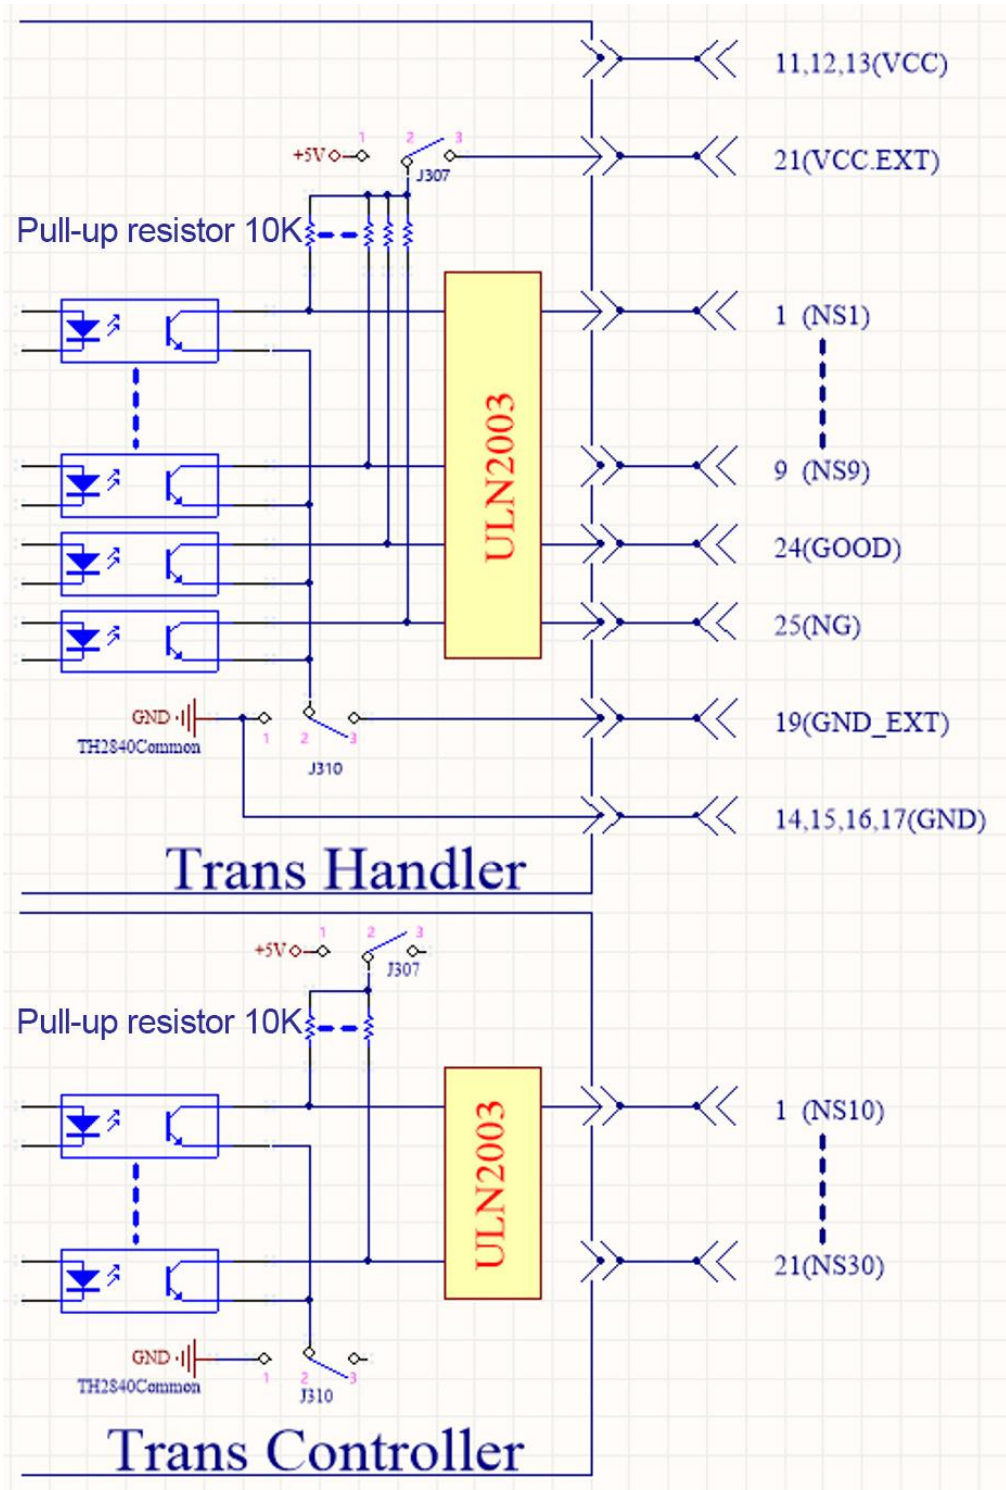 11,12,13(VCC)
1 2 3
+5V
21(VCC.EXT)
J307
Pull-up resistor 10K
ULN2003
1 (NS1)
9 (NS9)
24(GOOD)
25(NG)
GND
19(GND_EXT)
1 2 3
TH2840Common
J310
14,15,16,17(GND)
Trans Handler
1 2 3
+5V
J307
Pull-up resistor 10K
ULN2003
1 (NS10)
21(NS30)
GND
1 2 3
TH2840Common
J310
Trans Controller